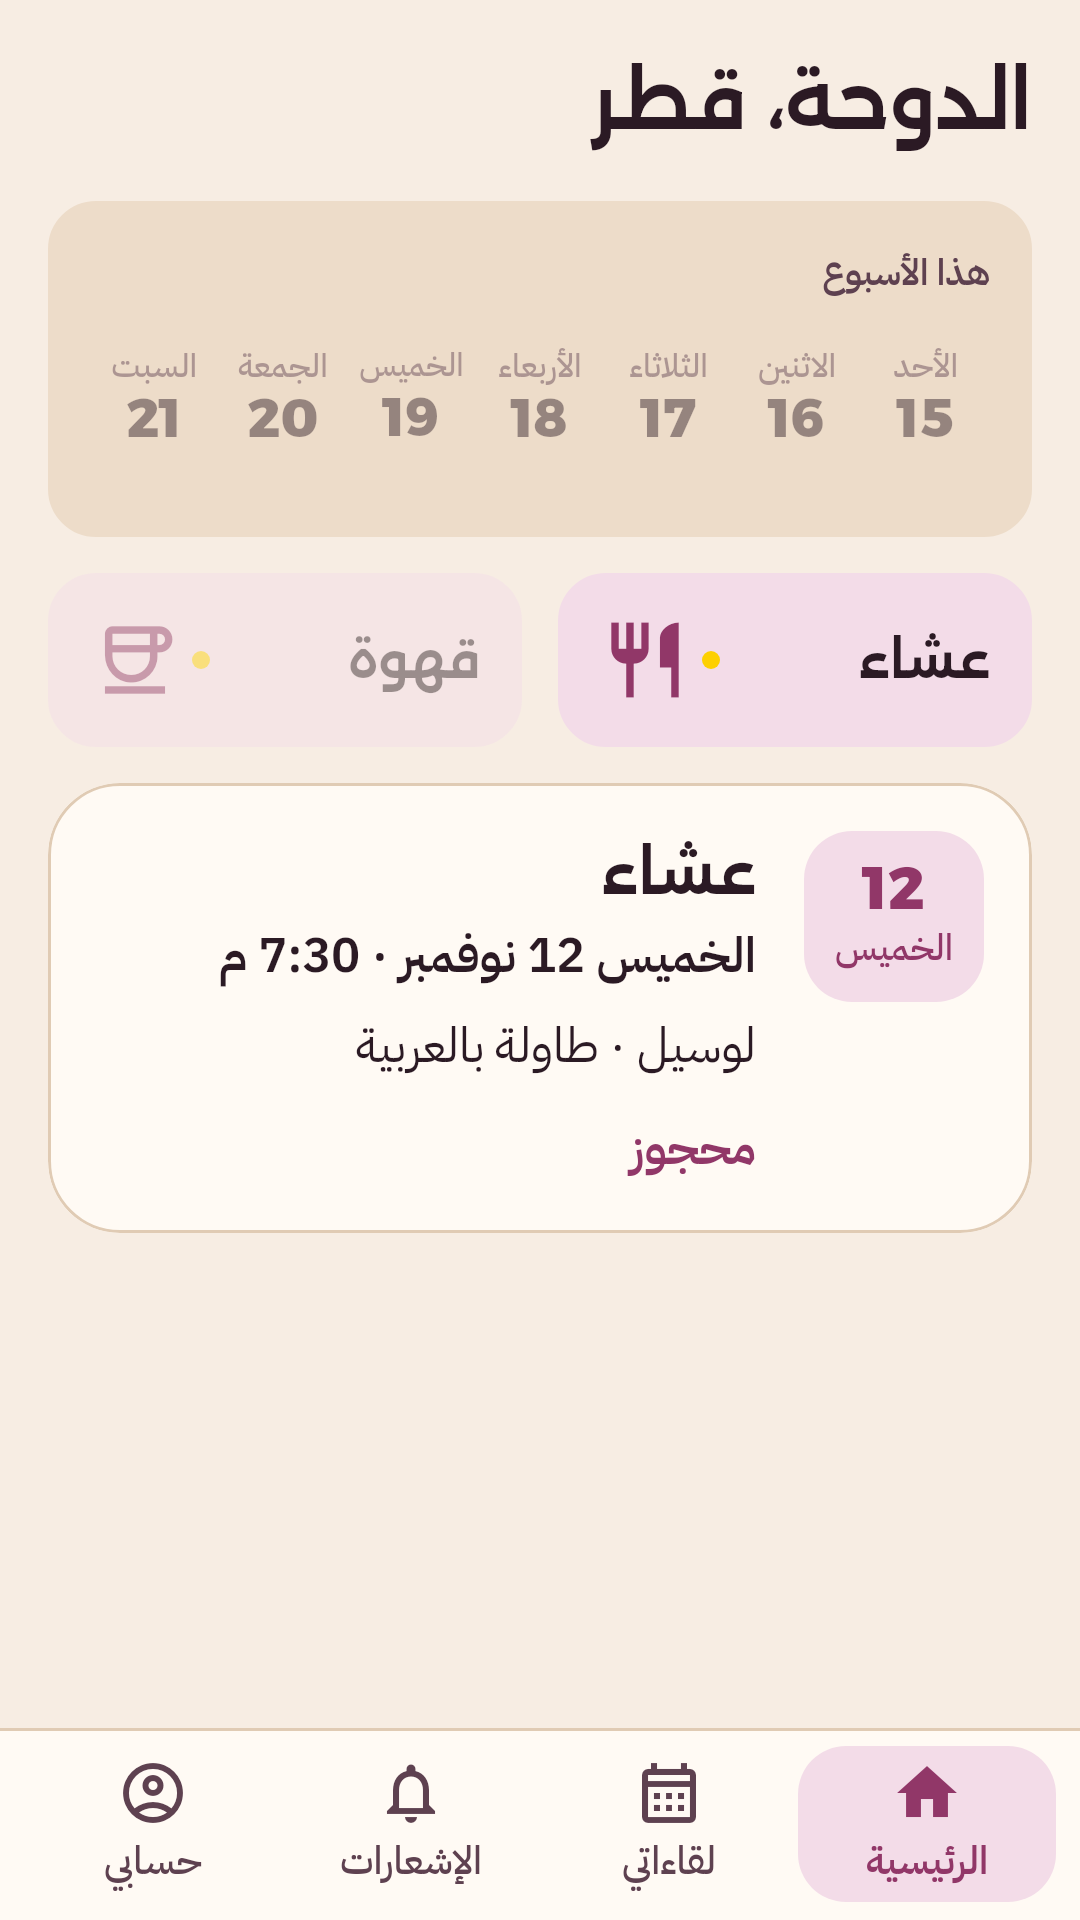 الدوحة، قطر
هذا الأسبوع
الأحد الاثنين الثلاثاء الأربعاء الخميس الجمعة السبت
15 16 17 18 19 20 21
عشاء
قهوة
12
الخميس
عشاء
الخميس 12 نوفمبر · 7:30 م
لوسيل · طاولة بالعربية
محجوز
الرئيسية لقاءاتي الإشعارات حسابي